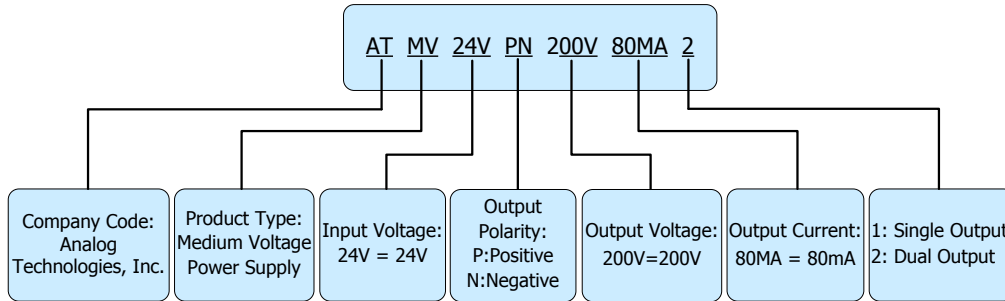 AT MV 24V PN 200V 80MA 2
Company Code:
Analog
Technologies, Inc.
Product Type:
Medium Voltage
Power Supply
Input Voltage:
24V = 24V
Output
Polarity:
P:Positive
N:Negative
Output Voltage:
200V=200V
Output Current:
80MA = 80mA
1: Single Output
2: Dual Output